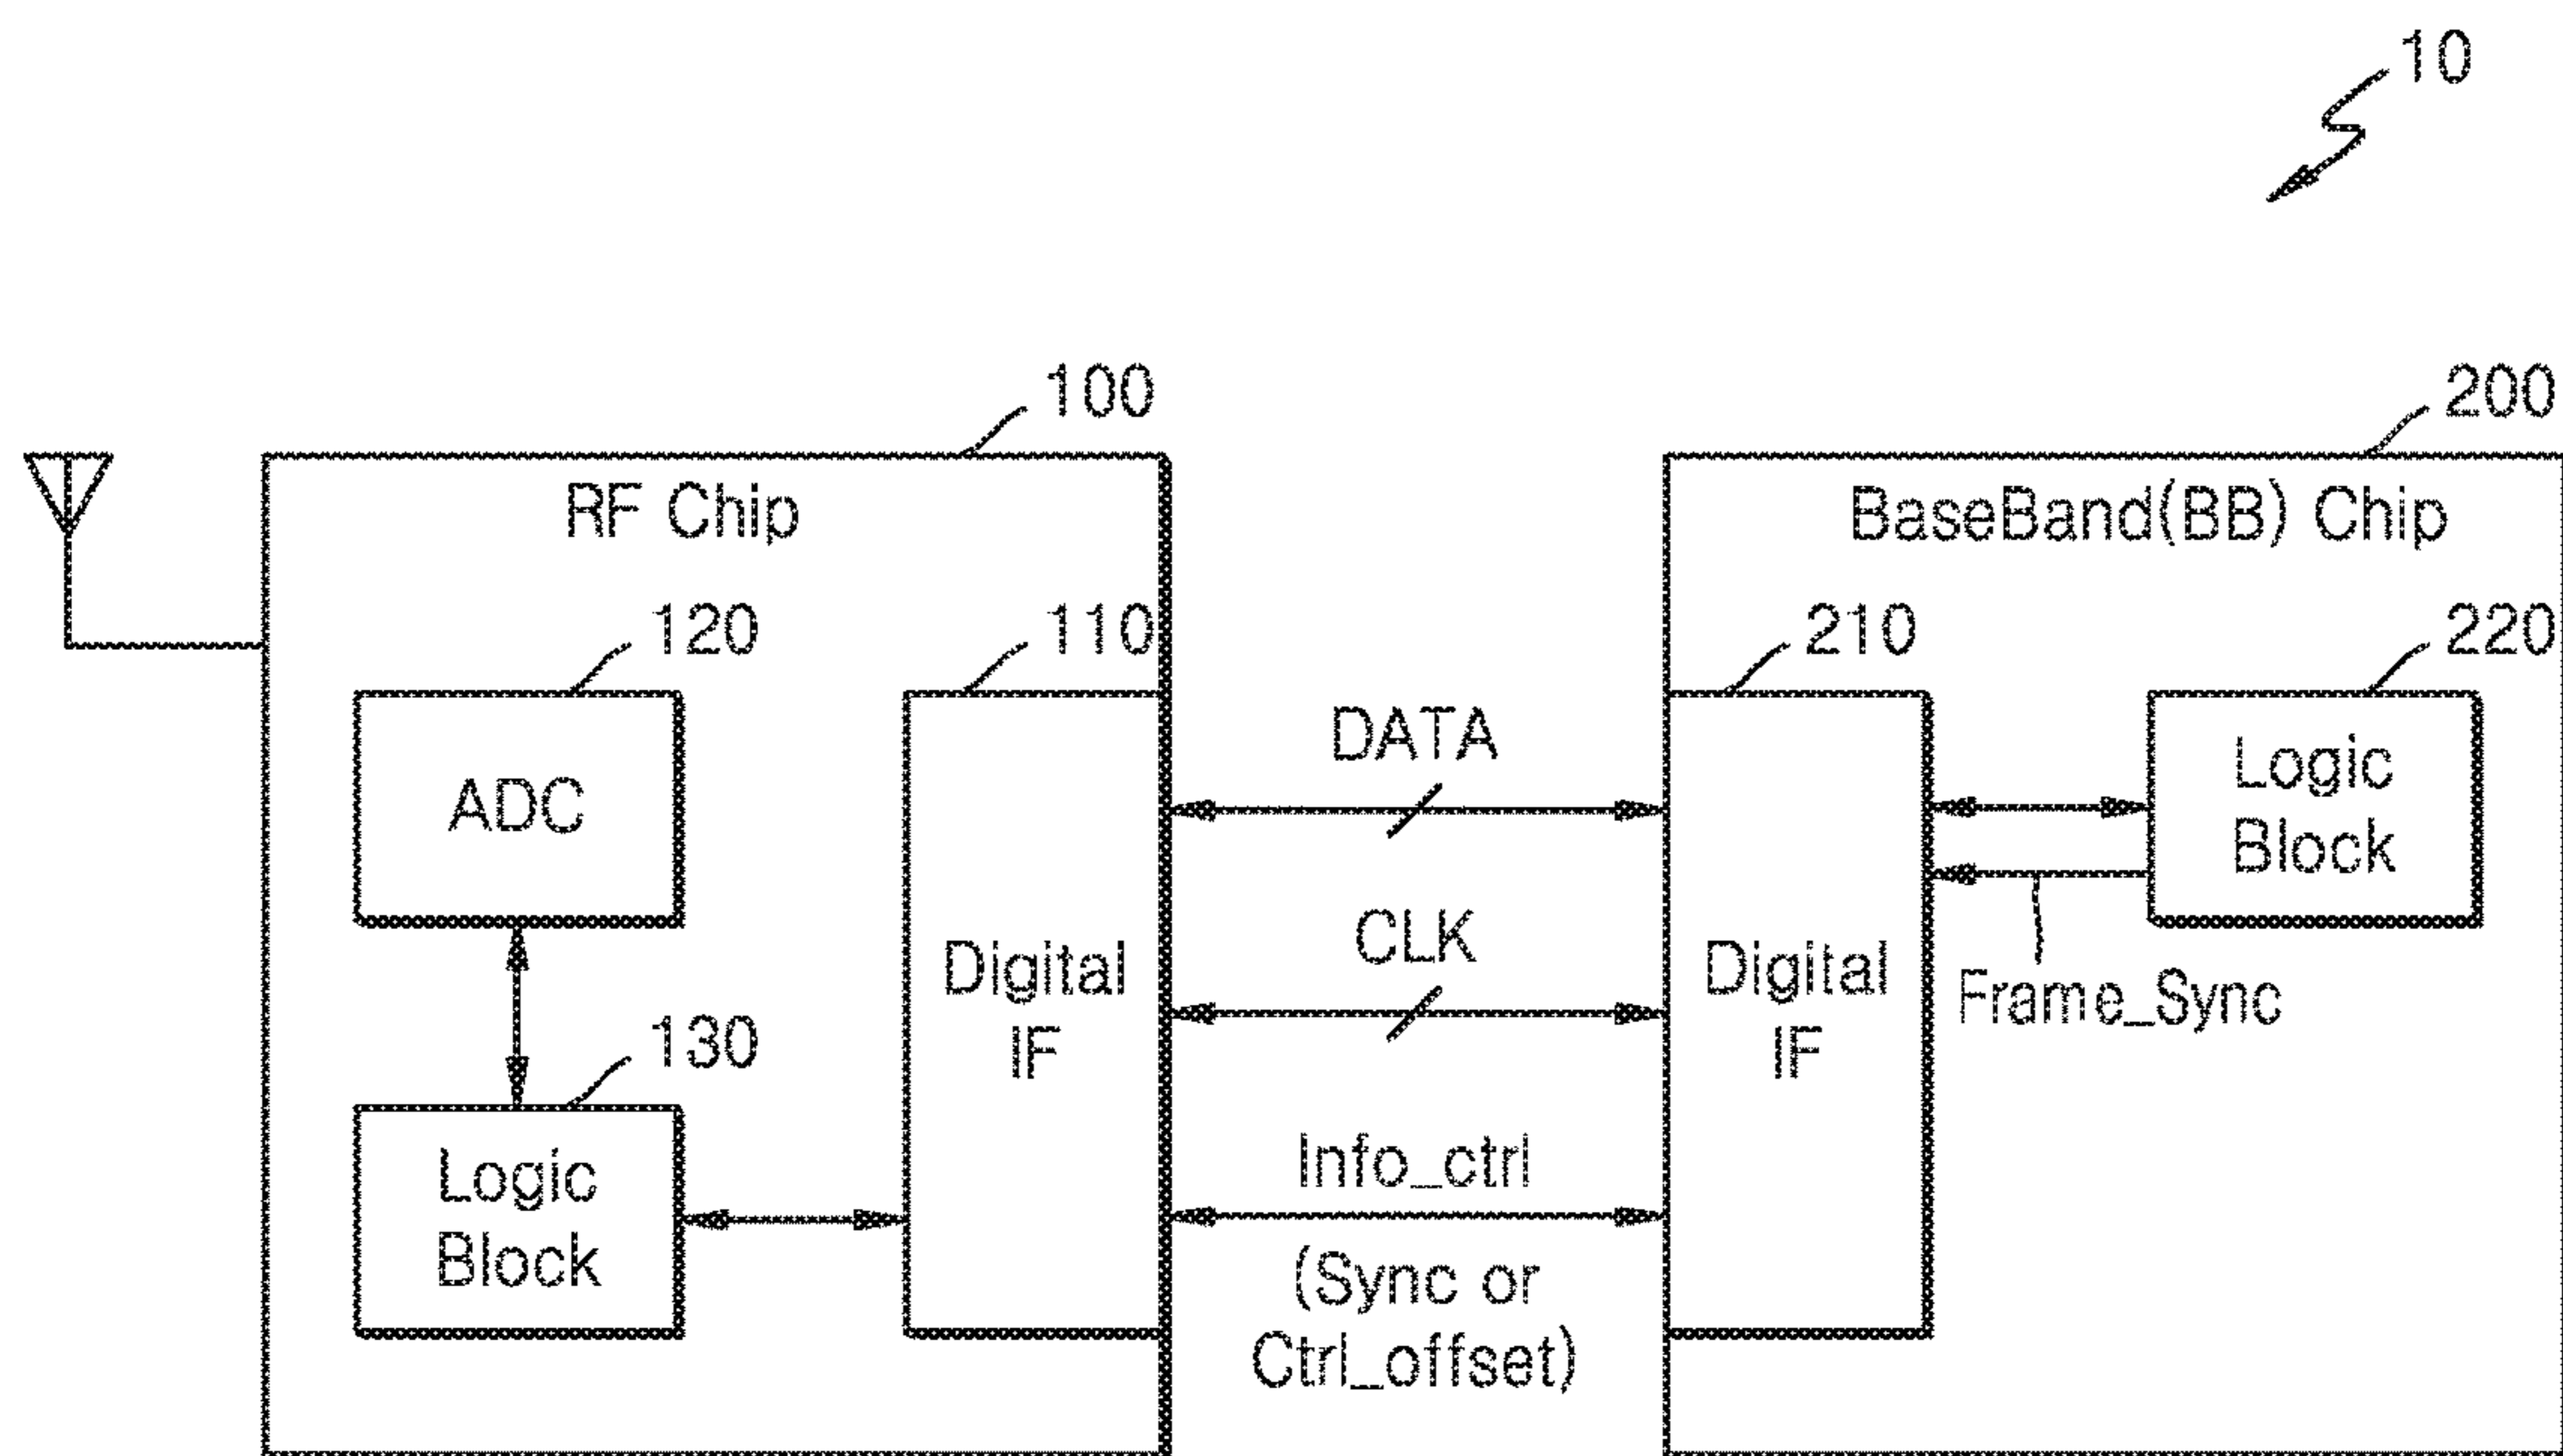 10
100
200
RF Chip
BaseBand(BB) Chip
120
110
210
220
ADC
Digital
IF
DATA
CLK
Info_ctrl
(Sync or
Ctrl_offset)
Digital
IF
Logic
Block
Frame_Sync
130
Logic
Block